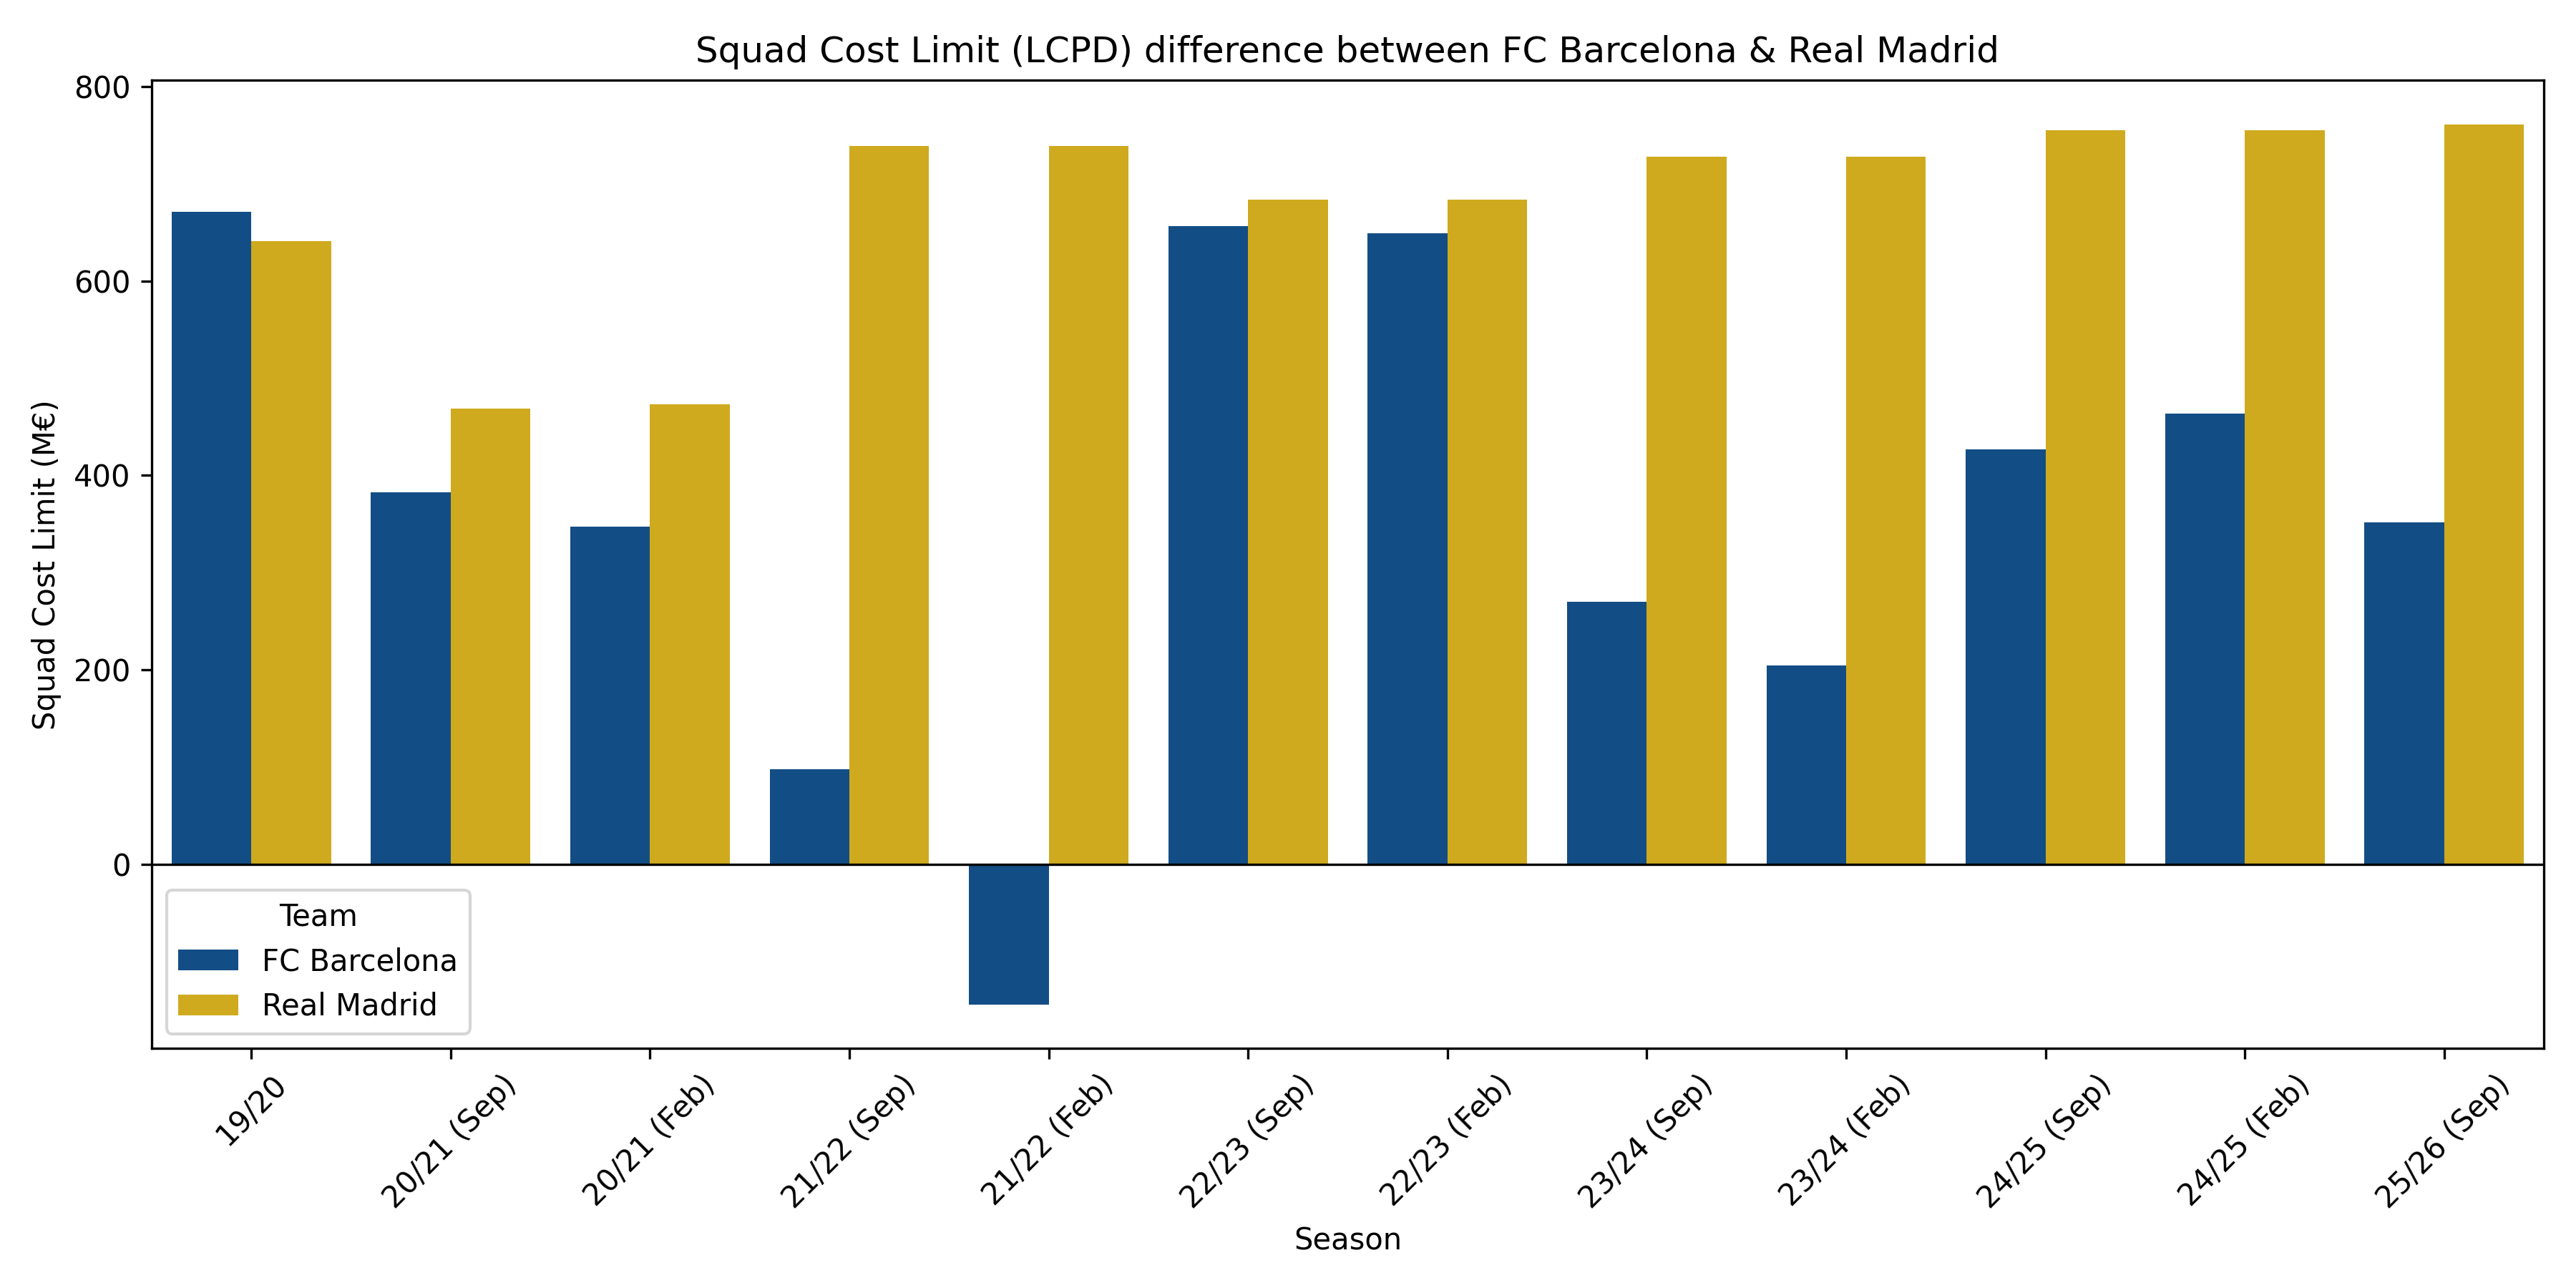 Squad Cost Limit (LCPD) difference between FC Barcelona & Real Madrid
Squad Cost Limit (M€)
800
600
400
200
0
Team
FC Barcelona
Real Madrid
19/20
20/21 (Sep)
20/21 (Feb)
21/22 (Sep)
21/22 (Feb)
22/23 (Sep)
22/23 (Feb)
23/24 (Sep)
23/24 (Feb)
24/25 (Sep)
24/25 (Feb)
25/26 (Sep)
Season